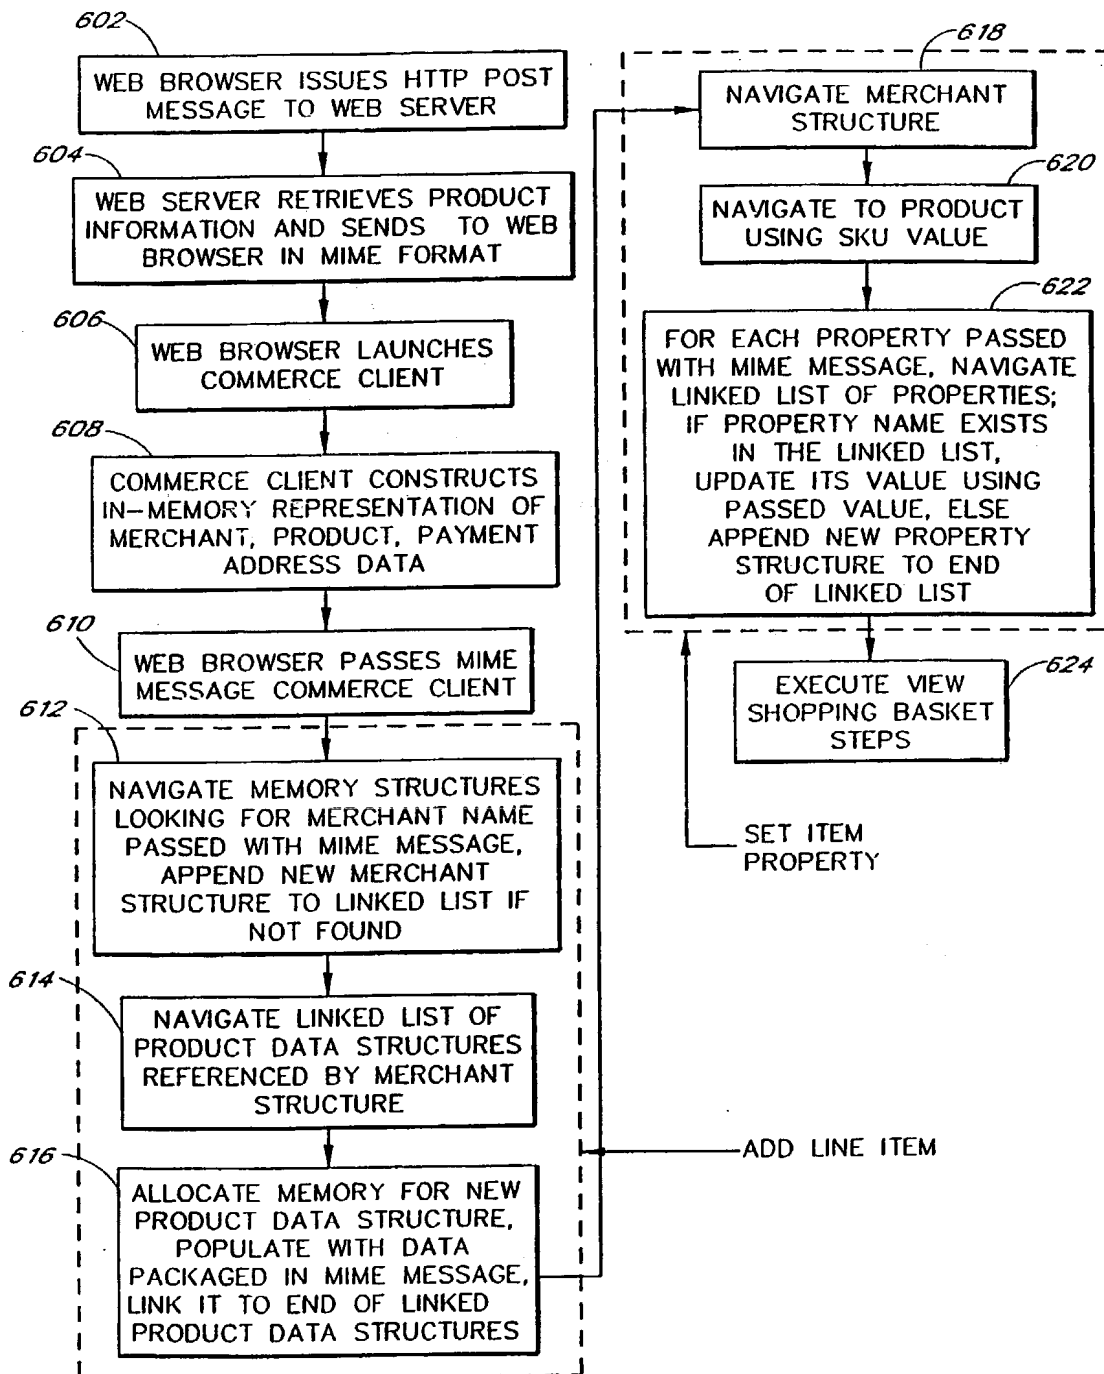 602
WEB BROWSER ISSUES HTTP POST
MESSAGE TO WEB SERVER
604
WEB SERVER RETRIEVES PRODUCT
INFORMATION AND SENDS TO WEB
BROWSER IN MIME FORMAT
606
WEB BROWSER LAUNCHES
COMMERCE CLIENT
608
COMMERCE CLIENT CONSTRUCTS
IN-MEMORY REPRESENTATION OF
MERCHANT, PRODUCT, PAYMENT
ADDRESS DATA
610
WEB BROWSER PASSES MIME
MESSAGE COMMERCE CLIENT
612
NAVIGATE MEMORY STRUCTURES
LOOKING FOR MERCHANT NAME
PASSED WITH MIME MESSAGE,
APPEND NEW MERCHANT
STRUCTURE TO LINKED LIST IF
NOT FOUND
614
NAVIGATE LINKED LIST OF
PRODUCT DATA STRUCTURES
REFERENCED BY MERCHANT
STRUCTURE
616
ALLOCATE MEMORY FOR NEW
PRODUCT DATA STRUCTURE,
POPULATE WITH DATA
PACKAGED IN MIME MESSAGE,
LINK IT TO END OF LINKED
PRODUCT DATA STRUCTURES
ADD LINE ITEM
618
NAVIGATE MERCHANT
STRUCTURE
620
NAVIGATE TO PRODUCT
USING SKU VALUE
622
FOR EACH PROPERTY PASSED
WITH MIME MESSAGE, NAVIGATE
LINKED LIST OF PROPERTIES;
IF PROPERTY NAME EXISTS
IN THE LINKED LIST,
UPDATE ITS VALUE USING
PASSED VALUE, ELSE
APPEND NEW PROPERTY
STRUCTURE TO END
OF LINKED LIST
624
EXECUTE VIEW
SHOPPING BASKET
STEPS
SET ITEM
PROPERTY